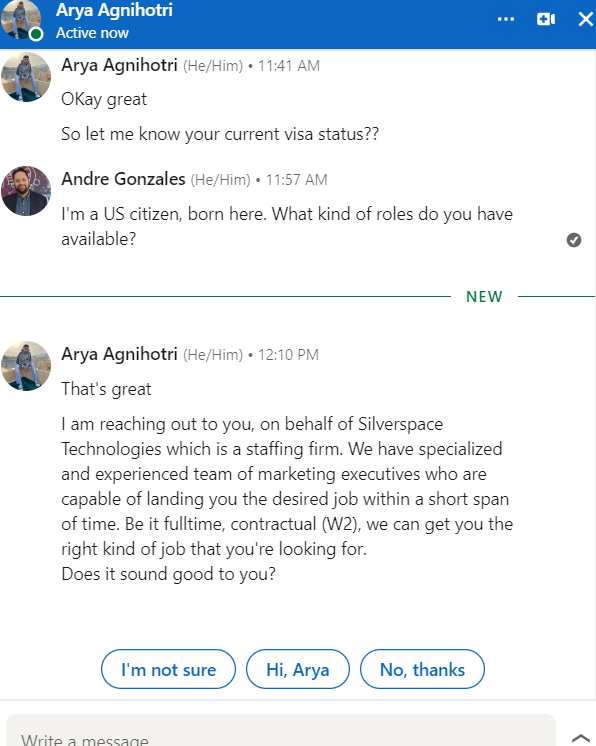 Arya Agnihotri
Active now
Arya Agnihotri (He/Him) • 11:41 AM
OKay great
So let me know your current visa status??
Andre Gonzales (He/Him) • 11:57 AM
I'm a US citizen, born here. What kind of roles do you have
available?
NEW
Arya Agnihotri (He/Him) • 12:10 PM
That's great
I am reaching out to you, on behalf of Silverspace
Technologies which is a staffing firm. We have specialized
and experienced team of marketing executives who are
capable of landing you the desired job within a short span
of time. Be it fulltime, contractual (W2), we can get you the
right kind of job that you're looking for.
Does it sound good to you?
I'm not sure Hi, Arya No, thanks
Write a message